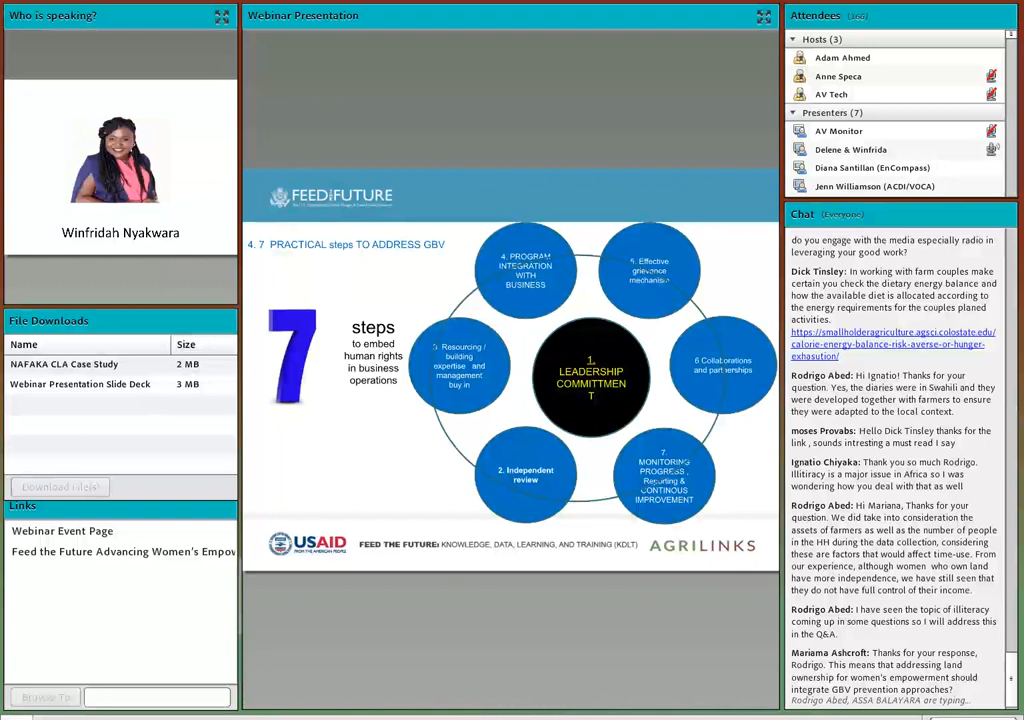 Who is speaking?
Winfridah Nyakwara
File Downloads
Name Size
NAFAKA CLA Case Study 2 MB
Webinar Presentation Slide Deck 3 MB
Download File(s)
Links
Webinar Event Page
Feed the Future Advancing Women's Empov
Browse To
Webinar Presentation
FEED THE FUTURE
4. 7 PRACTICAL steps TO ADDRESS GBV
7
steps
to embed
human rights
in business
operations
4. PROGRAM
INTEGRATION
WITH
BUSINESS
5. Effective
grievance
mechanism
3. Resourcing /
building
expertise and
management
buy in
1.
LEADERSHIP
COMMITTMEN
T
6 Collaborations
and partnerships
2. Independent
review
7.
MONITORING
PROGRESS ,
Reporting &
CONTINOUS
IMPROVEMENT
USAID
FROM THE AMERICAN PEOPLE
FEED THE FUTURE: KNOWLEDGE, DATA, LEARNING, AND TRAINING (KDLT)
AGRILINKS
Attendees (166)
Hosts (3)
Adam Ahmed
Anne Speca
AV Tech
Presenters (7)
AV Monitor
Delene & Winfrida
Diana Santillan (EnCompass)
Jenn Williamson (ACDI/VOCA)
Chat (Everyone)
do you engage with the media especially radio in
leveraging your good work?
Dick Tinsley: In working with farm couples make
certain you check the dietary energy balance and
how the available diet is allocated according to
the energy requirements for the couples planed
activities.
https://smallholderagriculture.agsci.colostate.edu/
calorie-energy-balance-risk-averse-or-hunger-
exhasution/
Rodrigo Abed: Hi Ignatio! Thanks for your
question. Yes, the diaries were in Swahili and they
were developed together with farmers to ensure
they were adapted to the local context.
moses Provabs: Hello Dick Tinsley thanks for the
link , sounds intresting a must read I say
Ignatio Chiyaka: Thank you so much Rodrigo.
Illitiracy is a major issue in Africa so I was
wondering how you deal with that as well
Rodrigo Abed: Hi Mariana, Thanks for your
question. We did take into consideration the
assets of farmers as well as the number of people
in the HH during the data collection, considering
these are factors that would affect time-use. From
our experience, although women who own land
have more independence, we have still seen that
they do not have full control of their income.
Rodrigo Abed: I have seen the topic of illiteracy
coming up in some questions so I will address this
in the Q&A.
Mariama Ashcroft: Thanks for your response,
Rodrigo. This means that addressing land
ownership for women's empowerment should
integrate GBV prevention approaches?
Rodrigo Abed, ASSA BALAYARA are typing...